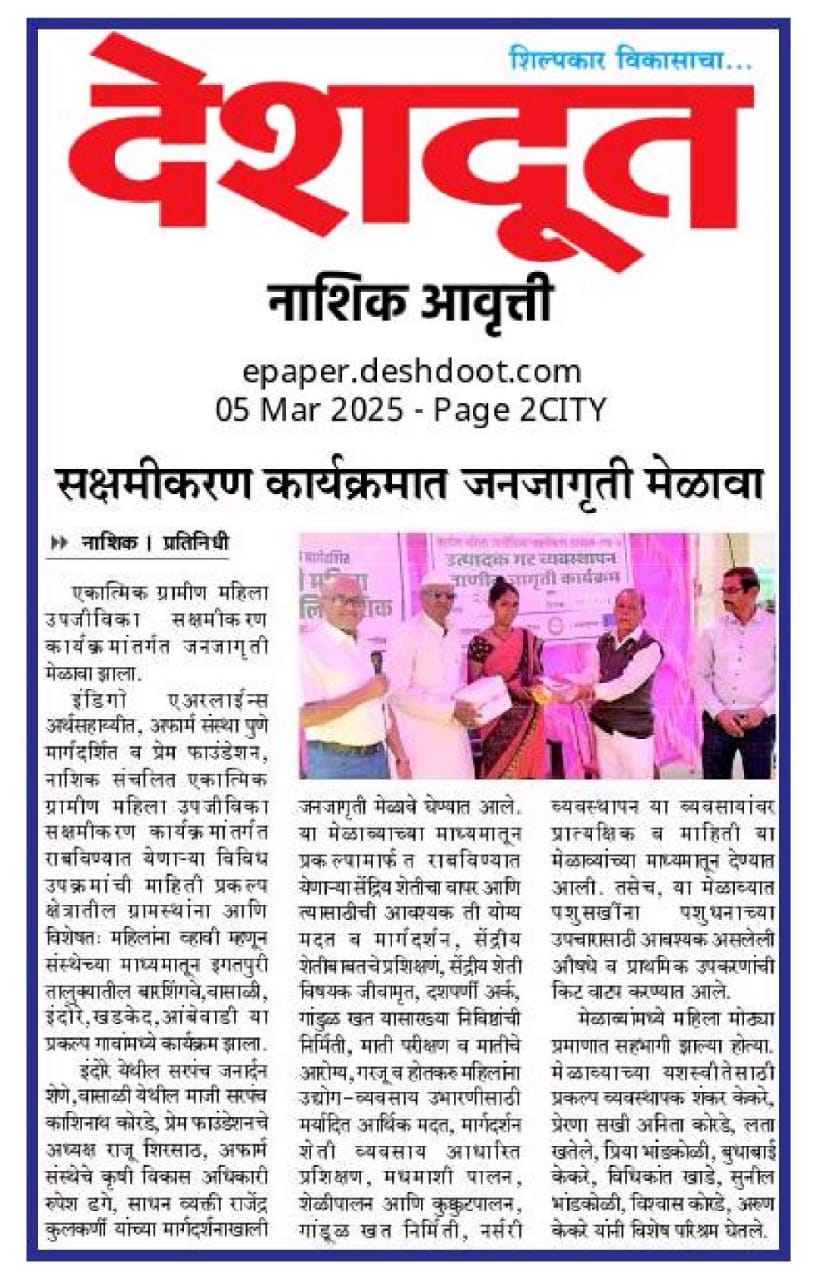 शिल्पकार विकासाचा...
देशदूत
नाशिक आवृत्ती
epaper.deshdoot.com
05 Mar 2025 - Page 2CITY
सक्षमीकरण कार्यक्रमात जनजागृती मेळावा
नाशिक । प्रतिनिधी
एकात्मिक ग्रामीण महिला
उपजीविका सक्षमीकरण
कार्यक्रमांतर्गत जनजागृती
मेळावा झाला.
इंडिगो एअरलाईन्स
अर्थसहाय्यीत, अफार्म संस्था पुणे
मार्गदर्शित व प्रेम फाउंडेशन,
नाशिक संचलित एकात्मिक
ग्रामीण महिला उपजीविका
सक्षमीकरण कार्यक्रमांतर्गत
राबविण्यात येणाऱ्या विविध
उपक्रमांची माहिती प्रकल्प
क्षेत्रातील ग्रामस्थांना आणि
विशेषतः महिलांना व्हावी म्हणून
संस्थेच्या माध्यमातून इगतपुरी
तालुक्यातील बारशिंगवे,वासाळी,
इंदोरे,खडकेद,आंबेवाडी या
प्रकल्प गावांमध्ये कार्यक्रम झाला.
इंदोरे येथील सरपंच जनार्दन
शेणे,वासाळी येथील माजी सरपंच
काशिनाथ कोरडे, प्रेम फाउंडेशनचे
अध्यक्ष राजू शिरसाठ, अफार्म
संस्थेचे कृषी विकास अधिकारी
रुपेश ढगे, साधन व्यक्ती राजेंद्र
कुलकर्णी यांच्या मार्गदर्शनाखाली
उत्पादक गट व्यवस्थापन
जाणीव जागृती कार्यक्रम
जनजागृती मेळावे घेण्यात आले.
या मेळाव्याच्या माध्यमातून
प्रकल्पामार्फत राबविण्यात
येणाऱ्या सेंद्रिय शेतीचा वापर आणि
त्यासाठीची आवश्यक ती योग्य
मदत व मार्गदर्शन, सेंद्रीय
शेतीबाबतचे प्रशिक्षणं, सेंद्रीय शेती
विषयक जीवामृत, दशपर्णी अर्क,
गांडुळ खत यासारख्या निविष्ठांची
निर्मिती, माती परीक्षण व मातीचे
आरोग्य, गरजू व होतकरु महिलांना
उद्योग-व्यवसाय उभारणीसाठी
मर्यादित आर्थिक मदत, मार्गदर्शन
शेती व्यवसाय आधारित
प्रशिक्षण, मधमाशी पालन,
शेळीपालन आणि कुक्कुटपालन,
गांडूळ खत निर्मिती, नर्सरी
व्यवस्थापन या व्यवसायांवर
प्रात्यक्षिक व माहिती या
मेळाव्यांच्या माध्यमातून देण्यात
आली. तसेच, या मेळाव्यात
पशुसखींना पशुधनाच्या
उपचारासाठी आवश्यक असलेली
औषधे व प्राथमिक उपकरणांची
किट वाटप करण्यात आले.
मेळाव्यांमध्ये महिला मोठ्या
प्रमाणात सहभागी झाल्या होत्या.
मेळाव्याच्या यशस्वीतेसाठी
प्रकल्प व्यवस्थापक शंकर केकरे,
प्रेरणा सखी अनिता कोरडे, लता
खतेले, प्रिया भांडकोळी, बुधाबाई
केकरे, विधिकांत खाडे, सुनील
भांडकोळी, विश्वास कोरडे, अरुण
केकरे यांनी विशेष परिश्रम घेतले.